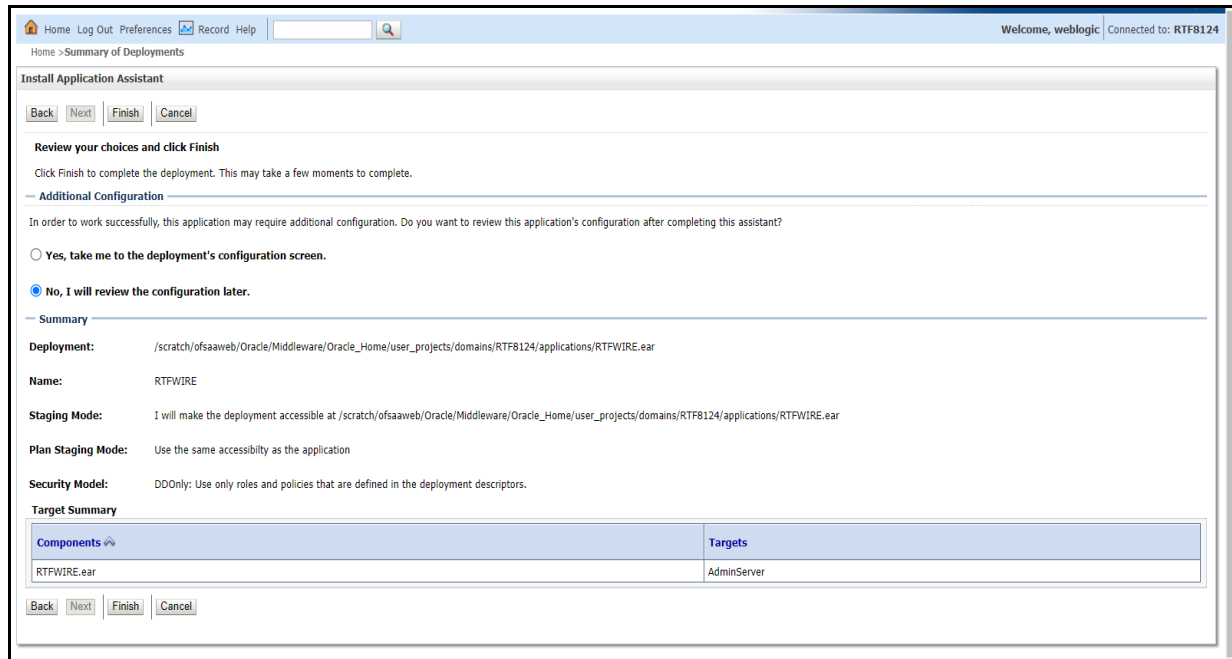 Home Log Out Preferences Record Help
Welcome, weblogic Connected to: RTF8124
Home >Summary of Deployments
Install Application Assistant
Back Next Finish Cancel
Review your choices and click Finish
Click Finish to complete the deployment. This may take a few moments to complete.
Additional Configuration
In order to work successfully, this application may require additional configuration. Do you want to review this application's configuration after completing this assistant?
Yes, take me to the deployment's configuration screen.
No, I will review the configuration later.
Summary
Deployment: /scratch/ofsaaweb/Oracle/Middleware/Oracle_Home/user_projects/domains/RTF8124/applications/RTFWIRE.ear
Name: RTFWIRE
Staging Mode: I will make the deployment accessible at /scratch/ofsaaweb/Oracle/Middleware/Oracle_Home/user_projects/domains/RTF8124/applications/RTFWIRE.ear
Plan Staging Mode: Use the same accessibilty as the application
Security Model: DDOnly: Use only roles and policies that are defined in the deployment descriptors.
Target Summary
Components Targets
RTFWIRE.ear AdminServer
Back Next Finish Cancel